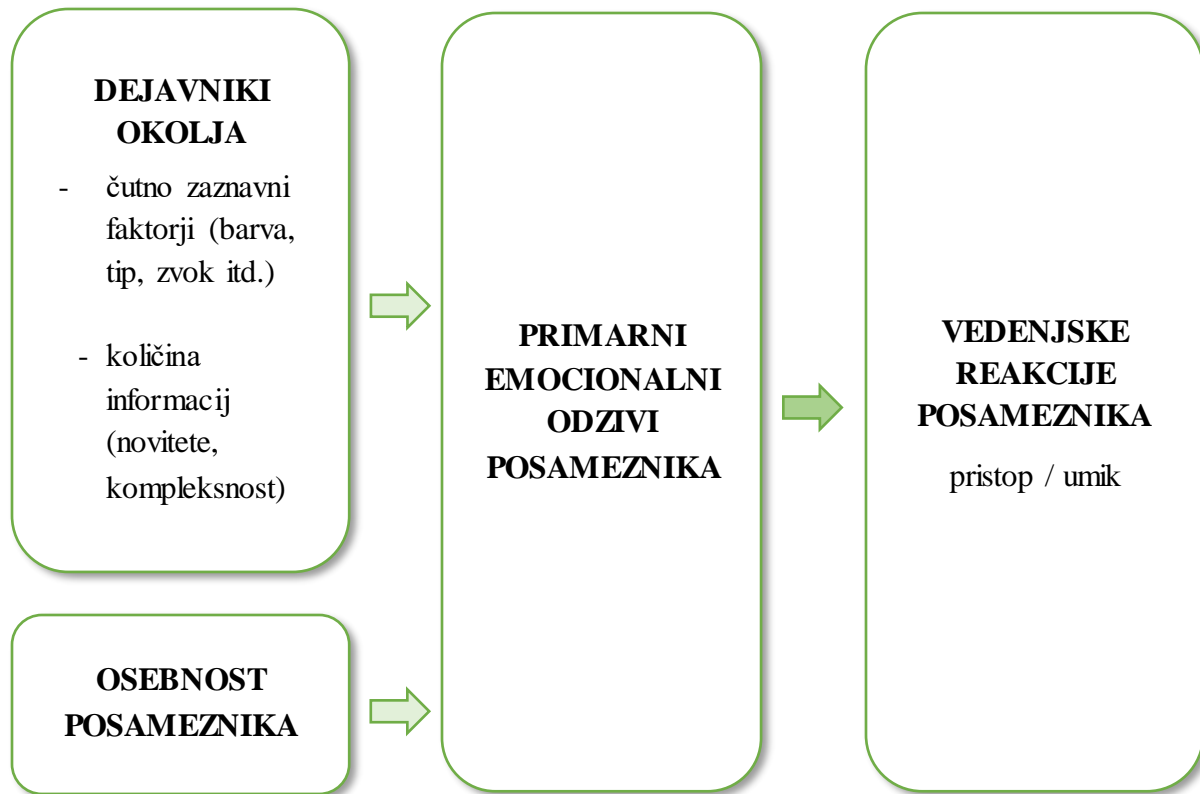 DEJAVNIKI
OKOLJA
- čutno zaznavni
faktorji (barva,
tip, zvok itd.)
- količina
informacij
(novitete,
kompleksnost)
OSEBNOST
POSAMEZNIKA
PRIMARNI
EMOCIONALNI
ODZIVI
POSAMEZNIKA
VEDENJSKE
REAKCIJE
POSAMEZNIKA
pristop / umik